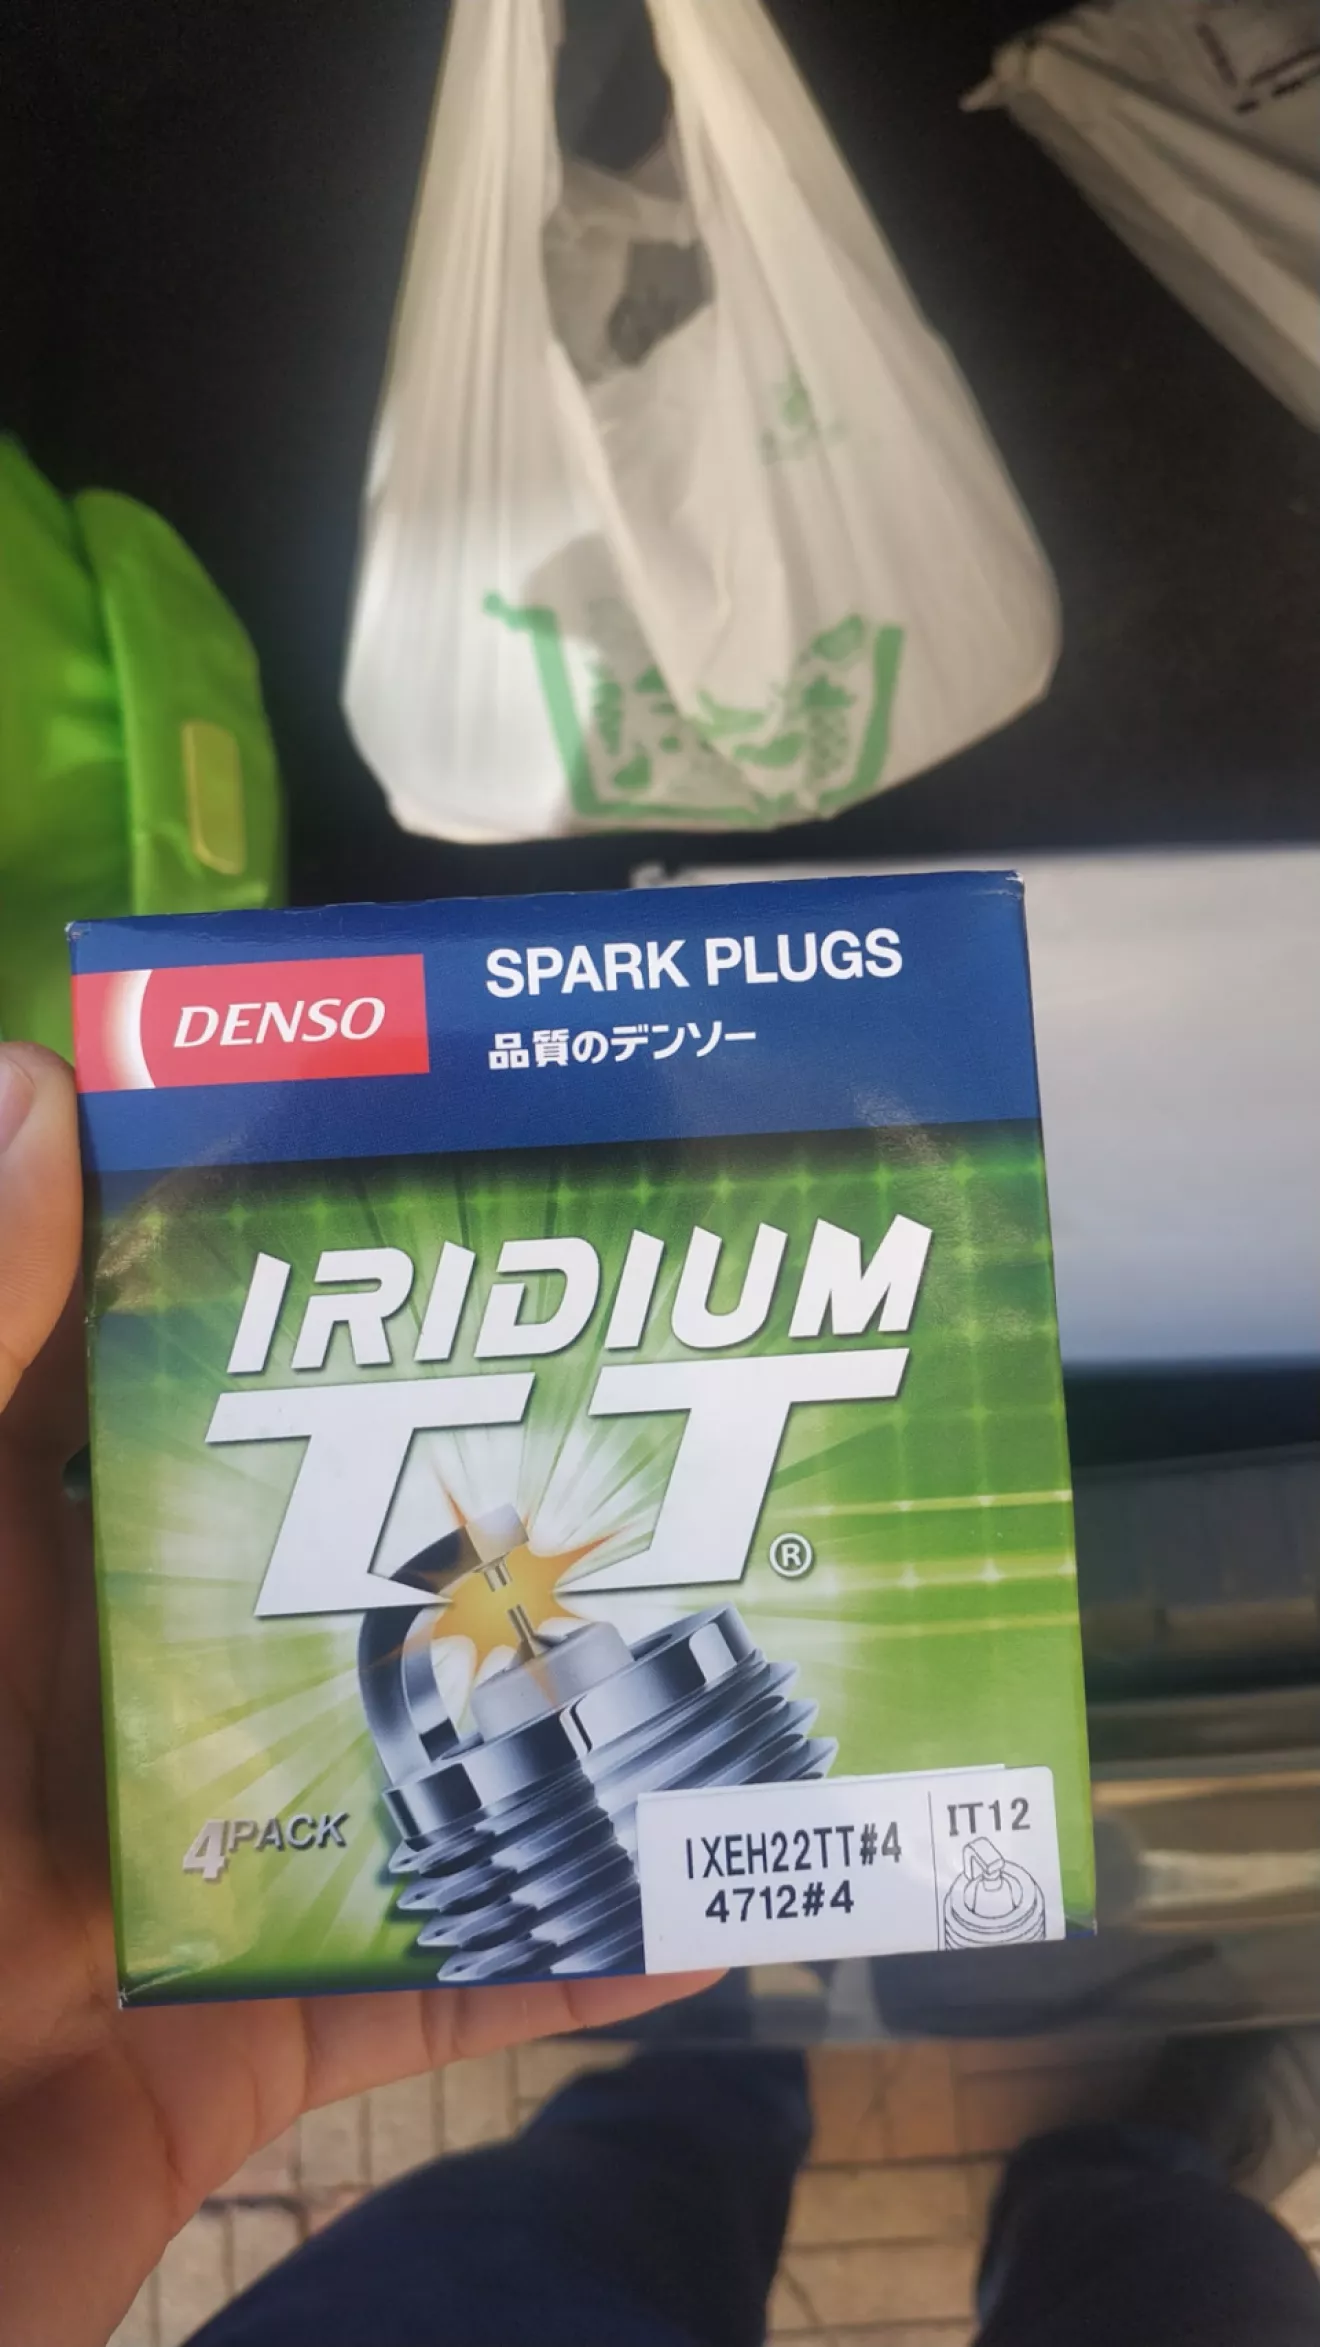 DENSO
SPARK PLUGS
品質のデンソー
IRIDIUM
TT®
4PACK
IXEH22TT#4
4712#4
IT12